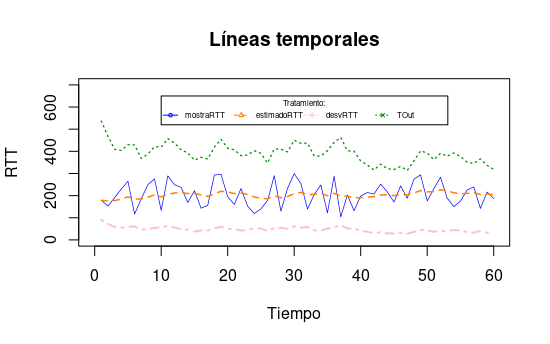 Líneas temporales
Tratamiento:
mostraRTT estimadoRTT desvRTT TOut
RTT
600
400
200
0
0 10 20 30 40 50 60
Tiempo